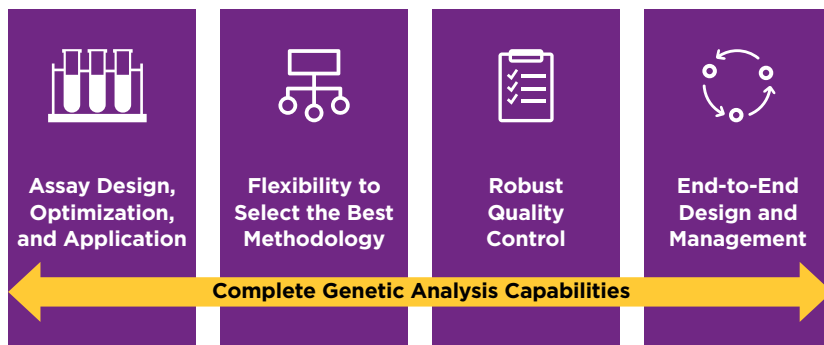 Assay Design,
Optimization,
and Application
Flexibility to
Select the Best
Methodology
Robust
Quality
Control
End-to-End
Design and
Management
Complete Genetic Analysis Capabilities